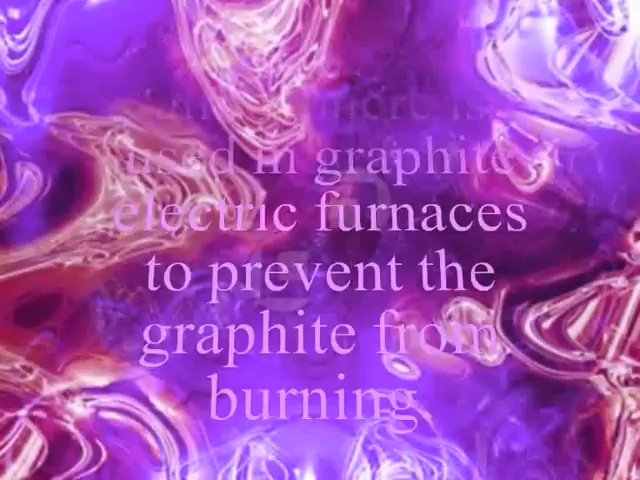 used in graphite
electric furnaces
to prevent the
graphite from
burning